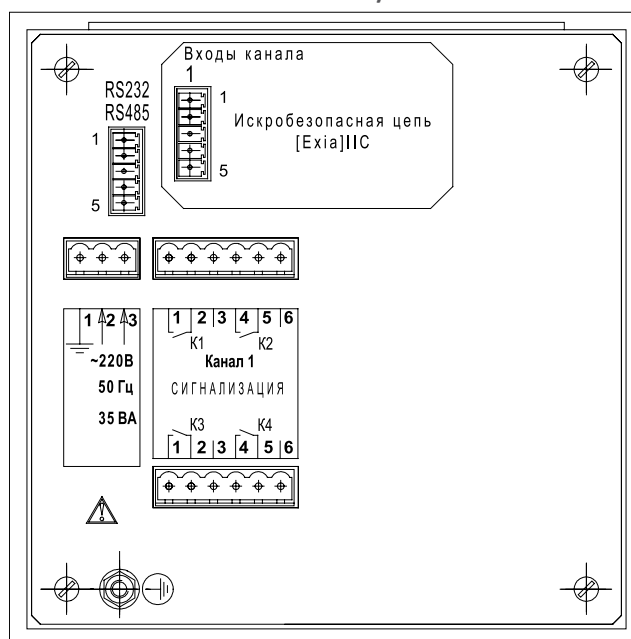 Входы канала
1
RS232
RS485
1
5
1
5
Искробезопасная цепь
[Exia]IIC
1 2 3
~220В
50 Гц
35 ВА
1 2 3 4 5 6
К1 К2
Канал 1
СИГНАЛИЗАЦИЯ
К3 К4
1 2 3 4 5 6